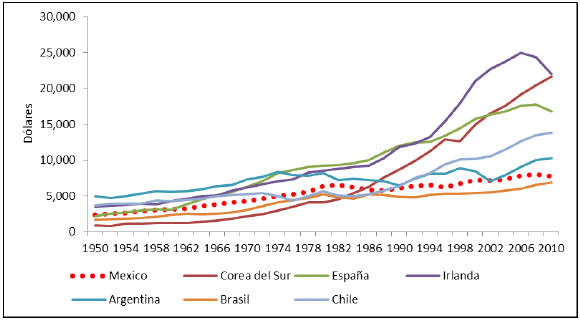 30,000
25,000
20,000
15,000
10,000
5,000
0
Dólares
1950 1954 1958 1962 1966 1970 1974 1978 1982 1986 1990 1994 1998 2002 2006 2010
Mexico Corea del Sur España Irlanda
Argentina Brasil Chile